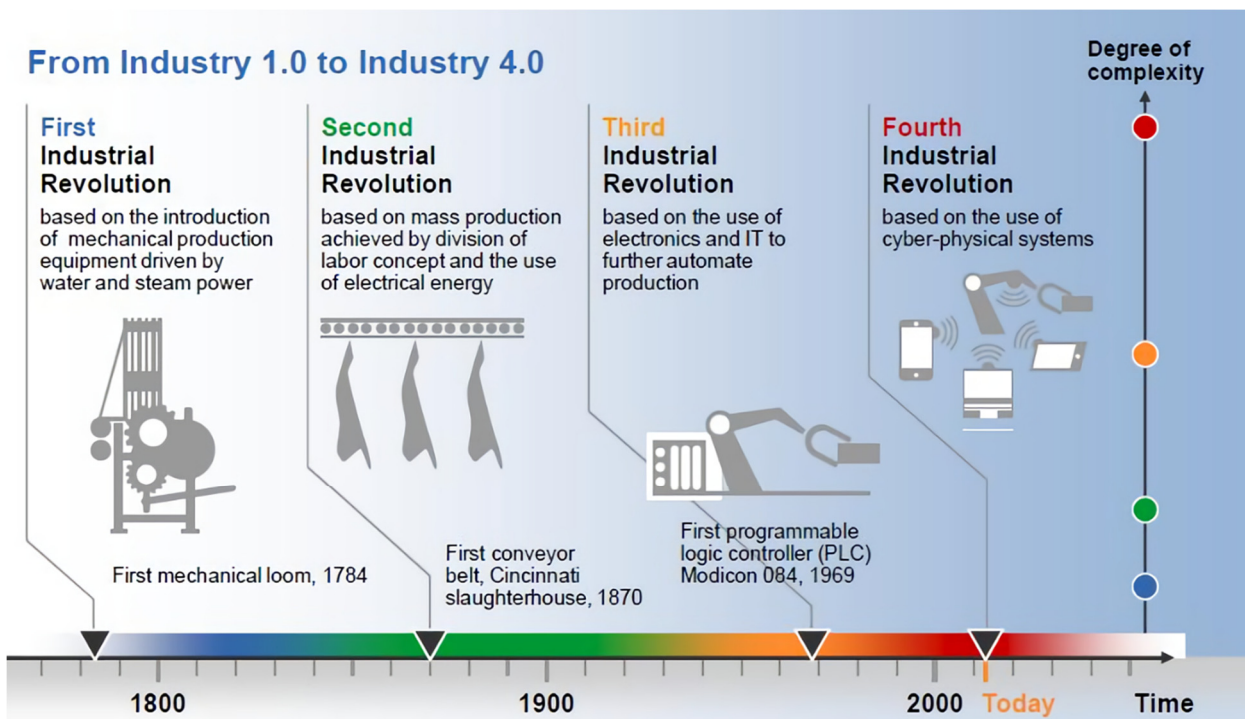 From Industry 1.0 to Industry 4.0
Degree of
complexity
First
Industrial
Revolution
based on the introduction
of mechanical production
equipment driven by
water and steam power
First mechanical loom, 1784
Second
Industrial
Revolution
based on mass production
achieved by division of
labor concept and the use
of electrical energy
First conveyor
belt, Cincinnati
slaughterhouse, 1870
Third
Industrial
Revolution
based on the use of
electronics and IT to
further automate
production
First programmable
logic controller (PLC)
Modicon 084, 1969
Fourth
Industrial
Revolution
based on the use of
cyber-physical systems
1800
1900
2000
Today
Time